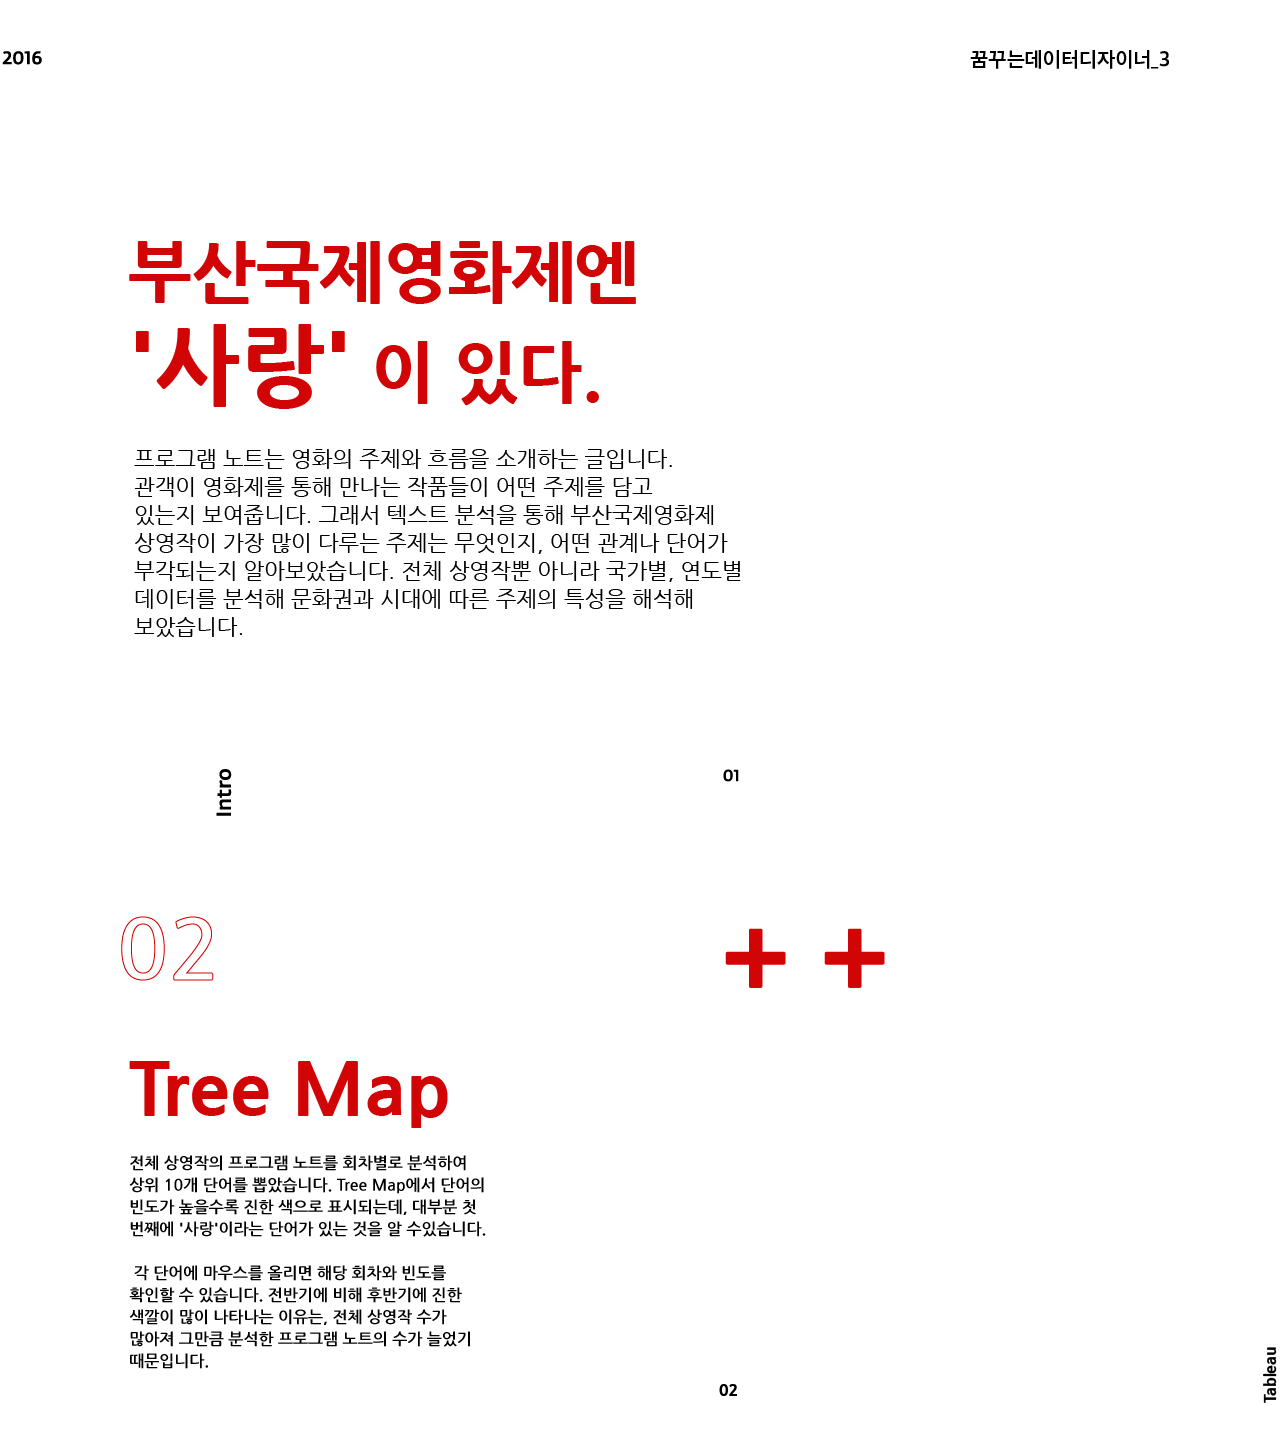 2016
꿈꾸는데이터디자이너_3
부산국제영화제엔
'사랑' 이 있다.
프로그램 노트는 영화의 주제와 흐름을 소개하는 글입니다.
관객이 영화제를 통해 만나는 작품들이 어떤 주제를 담고
있는지 보여줍니다. 그래서 텍스트 분석을 통해 부산국제영화제
상영작이 가장 많이 다루는 주제는 무엇인지, 어떤 관계나 단어가
부각되는지 알아보았습니다. 전체 상영작뿐 아니라 국가별, 연도별
데이터를 분석해 문화권과 시대에 따른 주제의 특성을 해석해
보았습니다.
Intro
01
02
+ +
Tree Map
전체 상영작의 프로그램 노트를 회차별로 분석하여
상위 10개 단어를 뽑았습니다. Tree Map에서 단어의
빈도가 높을수록 진한 색으로 표시되는데, 대부분 첫
번째에 '사랑'이라는 단어가 있는 것을 알 수있습니다.
각 단어에 마우스를 올리면 해당 회차와 빈도를
확인할 수 있습니다. 전반기에 비해 후반기에 진한
색깔이 많이 나타나는 이유는, 전체 상영작 수가
많아져 그만큼 분석한 프로그램 노트의 수가 늘었기
때문입니다.
02
Tableau